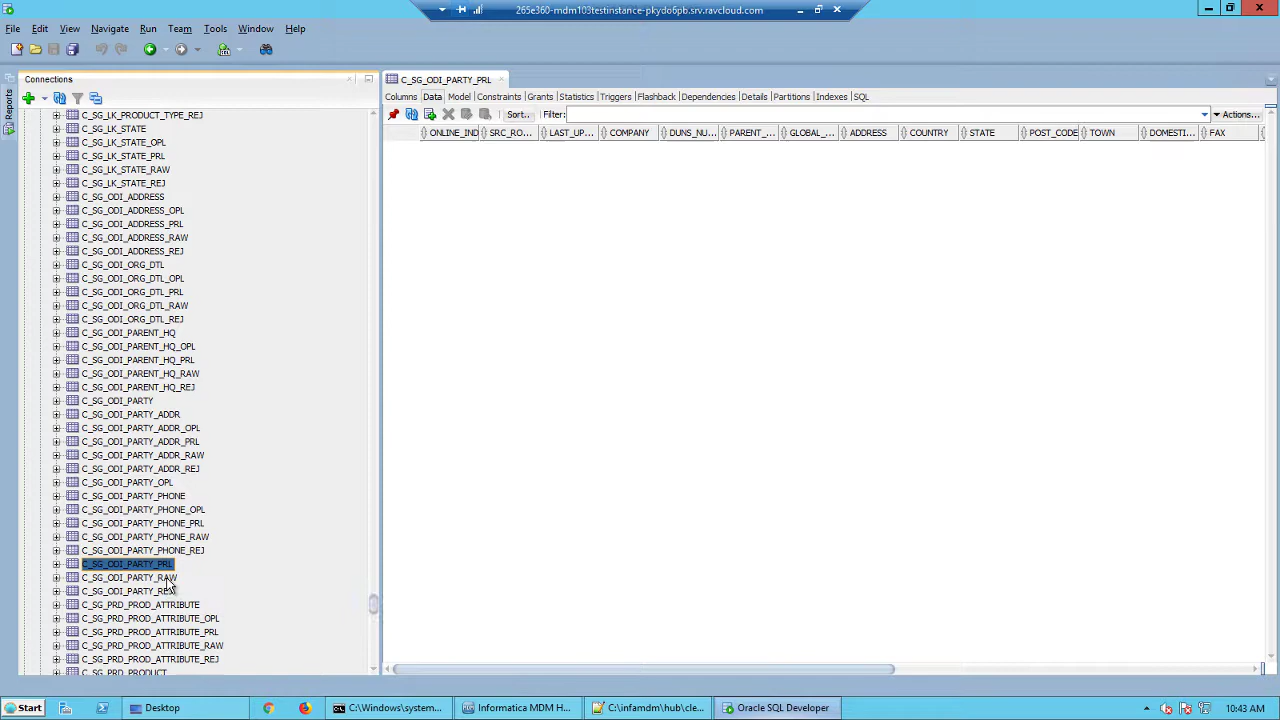 265e360-mdm103testinstance-pkydo6pb.srv.ravcloud.com
File Edit View Navigate Run Team Tools Window Help
Connections
Reports
C_SG_LK_PRODUCT_TYPE_REJ
C_SG_LK_STATE
C_SG_LK_STATE_OPL
C_SG_LK_STATE_PRL
C_SG_LK_STATE_RAW
C_SG_LK_STATE_REJ
C_SG_ODI_ADDRESS
C_SG_ODI_ADDRESS_OPL
C_SG_ODI_ADDRESS_PRL
C_SG_ODI_ADDRESS_RAW
C_SG_ODI_ADDRESS_REJ
C_SG_ODI_ORG_DTL
C_SG_ODI_ORG_DTL_OPL
C_SG_ODI_ORG_DTL_PRL
C_SG_ODI_ORG_DTL_RAW
C_SG_ODI_ORG_DTL_REJ
C_SG_ODI_PARENT_HQ
C_SG_ODI_PARENT_HQ_OPL
C_SG_ODI_PARENT_HQ_PRL
C_SG_ODI_PARENT_HQ_RAW
C_SG_ODI_PARENT_HQ_REJ
C_SG_ODI_PARTY
C_SG_ODI_PARTY_ADDR
C_SG_ODI_PARTY_ADDR_OPL
C_SG_ODI_PARTY_ADDR_PRL
C_SG_ODI_PARTY_ADDR_RAW
C_SG_ODI_PARTY_ADDR_REJ
C_SG_ODI_PARTY_OPL
C_SG_ODI_PARTY_PHONE
C_SG_ODI_PARTY_PHONE_OPL
C_SG_ODI_PARTY_PHONE_PRL
C_SG_ODI_PARTY_PHONE_RAW
C_SG_ODI_PARTY_PHONE_REJ
C_SG_ODI_PARTY_PRL
C_SG_ODI_PARTY_RAW
C_SG_ODI_PARTY_REJ
C_SG_PRD_PROD_ATTRIBUTE
C_SG_PRD_PROD_ATTRIBUTE_OPL
C_SG_PRD_PROD_ATTRIBUTE_PRL
C_SG_PRD_PROD_ATTRIBUTE_RAW
C_SG_PRD_PROD_ATTRIBUTE_REJ
C_SG_PRD_PRODUCT
C_SG_ODI_PARTY_PRL
Columns Data Model Constraints Grants Statistics Triggers Flashback Dependencies Details Partitions Indexes SQL
Sort.. Filter: Actions...
ONLINE_IND SRC_RO... LAST_UP... COMPANY DUNS_NU... PARENT_... GLOBAL_... ADDRESS COUNTRY STATE POST_CODE TOWN DOMESTI... FAX
Start Desktop C:\Windows\system... Informatica MDM H... C:\infamdm\hub\cle... Oracle SQL Developer 10:43 AM